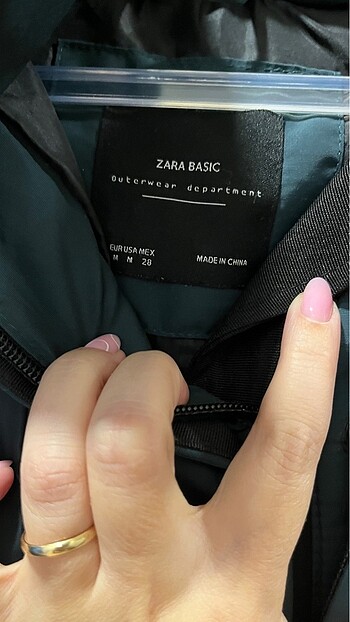 ZARA BASIC
Outerwear department
EUR USA MEX
M M 28
MADE IN CHINA